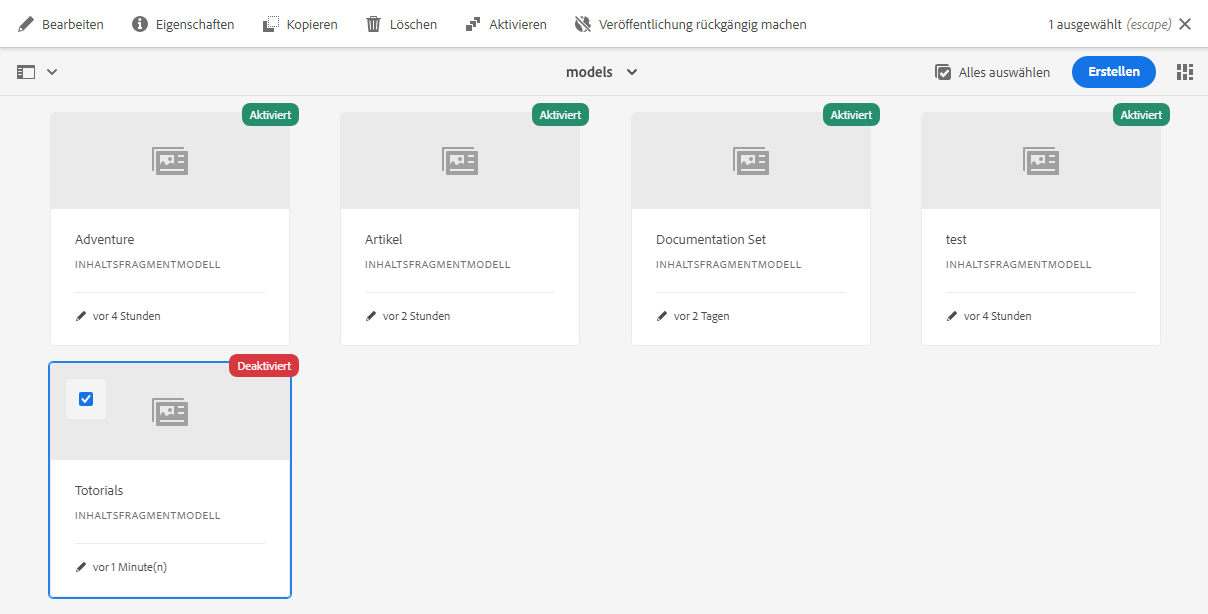 Bearbeiten Eigenschaften Kopieren Löschen Aktivieren Veröffentlichung rückgängig machen 1 ausgewählt (escape)
models Alles auswählen Erstellen
Aktiviert Aktiviert Aktiviert Aktiviert
Adventure Artikel Documentation Set test
INHALTSFRAGMENTMODELL INHALTSFRAGMENTMODELL INHALTSFRAGMENTMODELL INHALTSFRAGMENTMODELL
vor 4 Stunden vor 2 Stunden vor 2 Tagen vor 4 Stunden
Deaktiviert
Totorials
INHALTSFRAGMENTMODELL
vor 1 Minute(n)